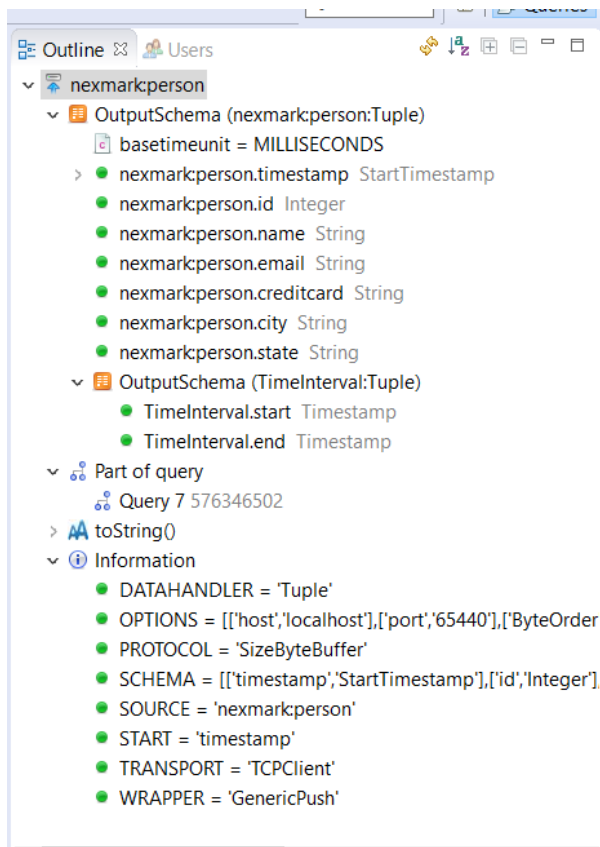 Queries
Outline Users
nexmark:person
OutputSchema (nexmark:person:Tuple)
basetimeunit = MILLISECONDS
nexmark:person.timestamp StartTimestamp
nexmark:person.id Integer
nexmark:person.name String
nexmark:person.email String
nexmark:person.creditcard String
nexmark:person.city String
nexmark:person.state String
OutputSchema (TimeInterval:Tuple)
TimeInterval.start Timestamp
TimeInterval.end Timestamp
Part of query
Query 7 576346502
toString()
Information
DATAHANDLER = 'Tuple'
OPTIONS = [['host','localhost'],['port','65440'],['ByteOrder
PROTOCOL = 'SizeByteBuffer'
SCHEMA = [['timestamp','StartTimestamp'],['id','Integer'],
SOURCE = 'nexmark:person'
START = 'timestamp'
TRANSPORT = 'TCPClient'
WRAPPER = 'GenericPush'